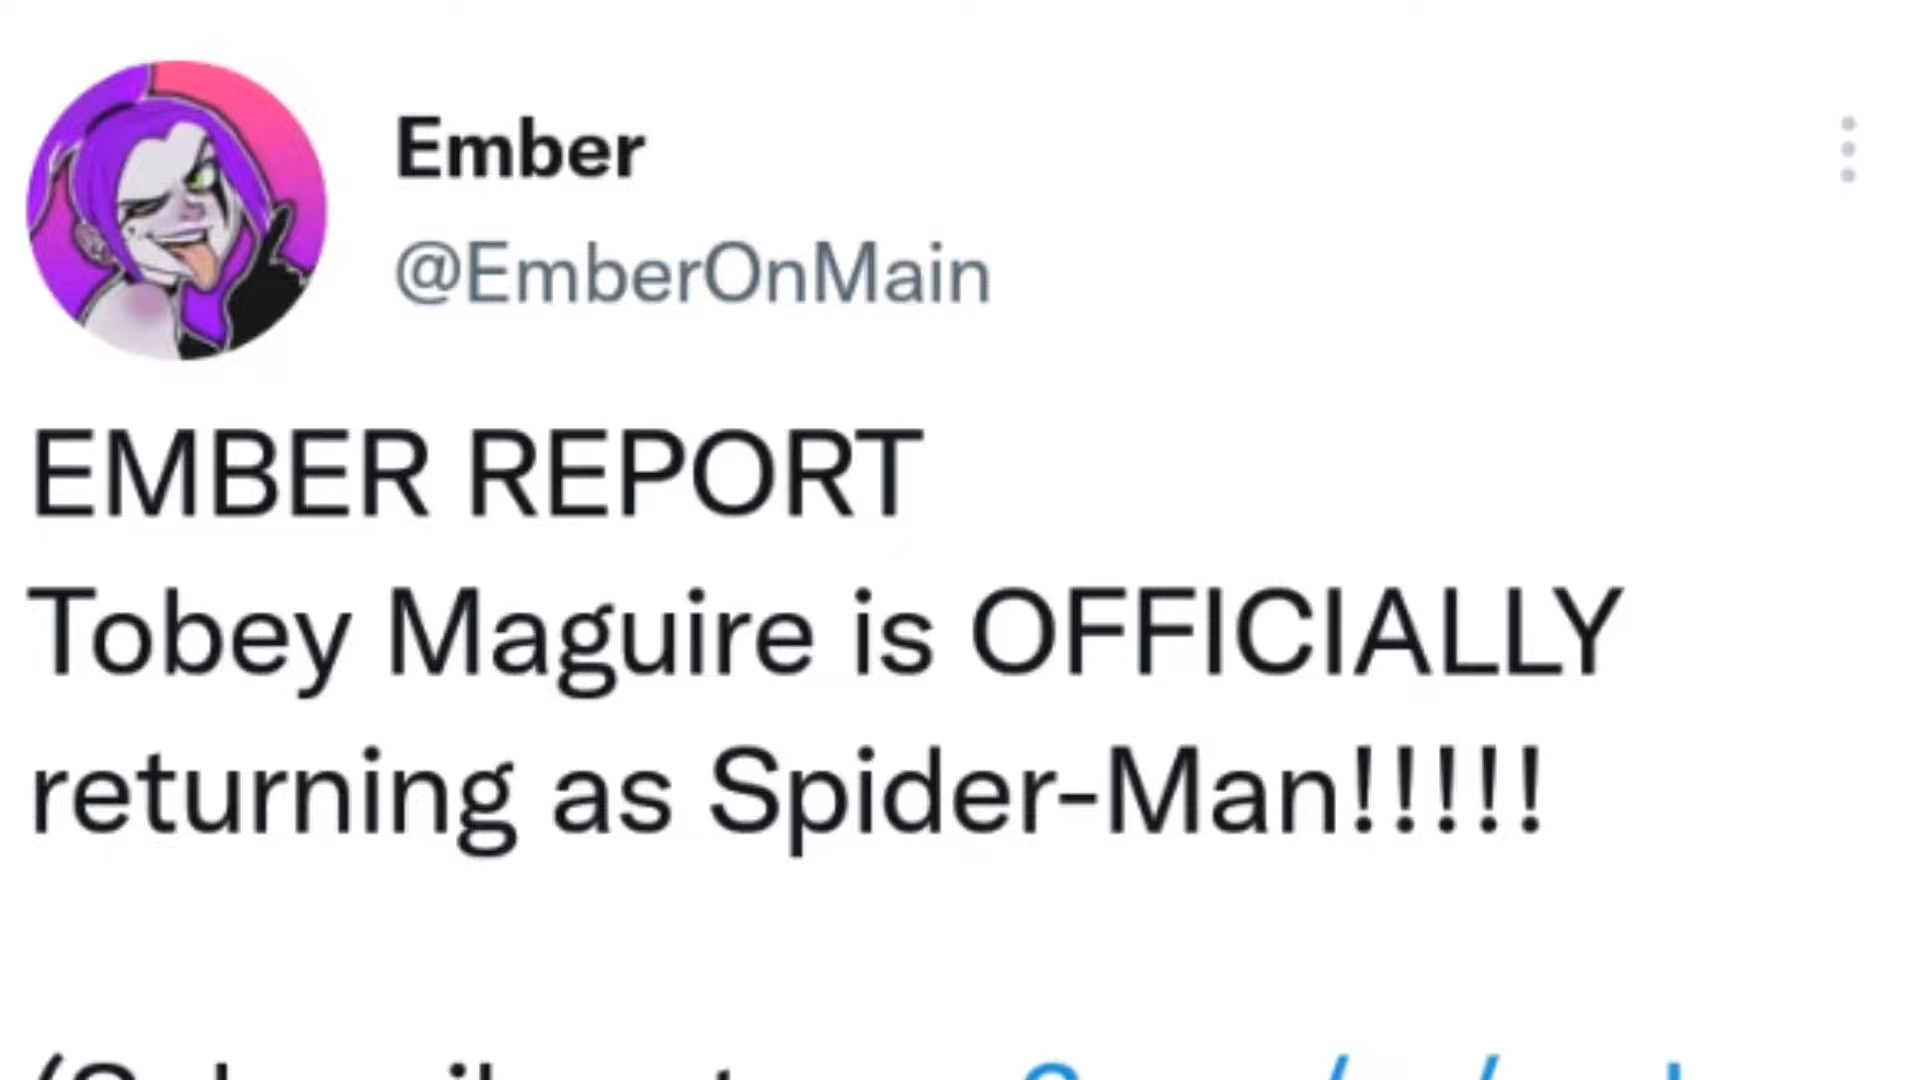 Ember
@EmberOnMain
EMBER REPORT
Tobey Maguire is OFFICIALLY
returning as Spider-Man!!!!!